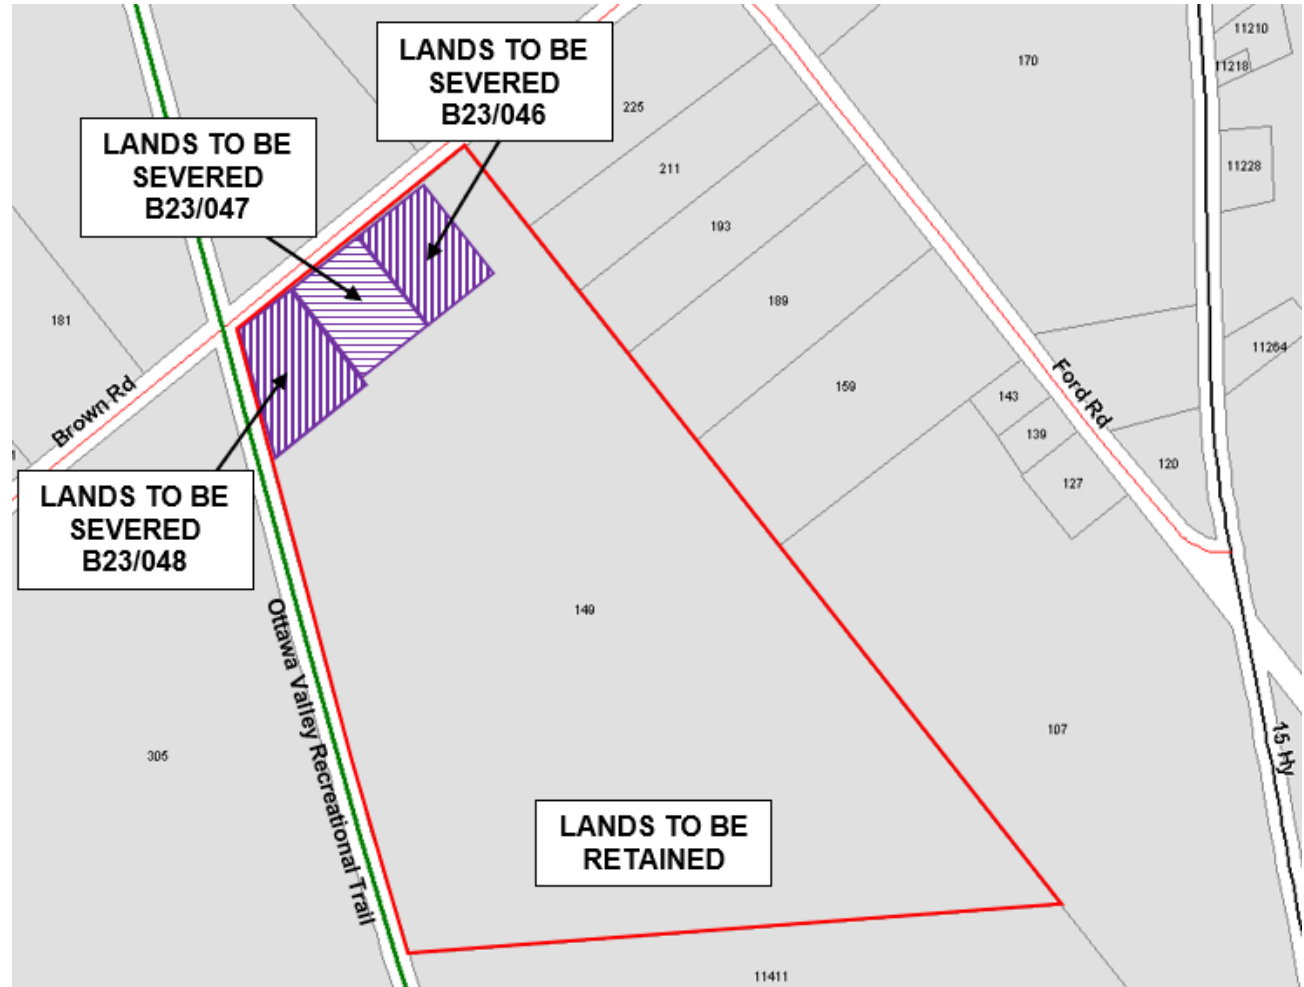 11210
LANDS TO BE
SEVERED
B23/046
170
11218
225
LANDS TO BE
SEVERED
B23/047
211
11228
193
189
181
11264
159
143
Ford Rd
Brown Rd
139
120
127
LANDS TO BE
SEVERED
B23/048
149
Ottawa Valley Recreational Trail
107
15 Hy
305
LANDS TO BE
RETAINED
11411